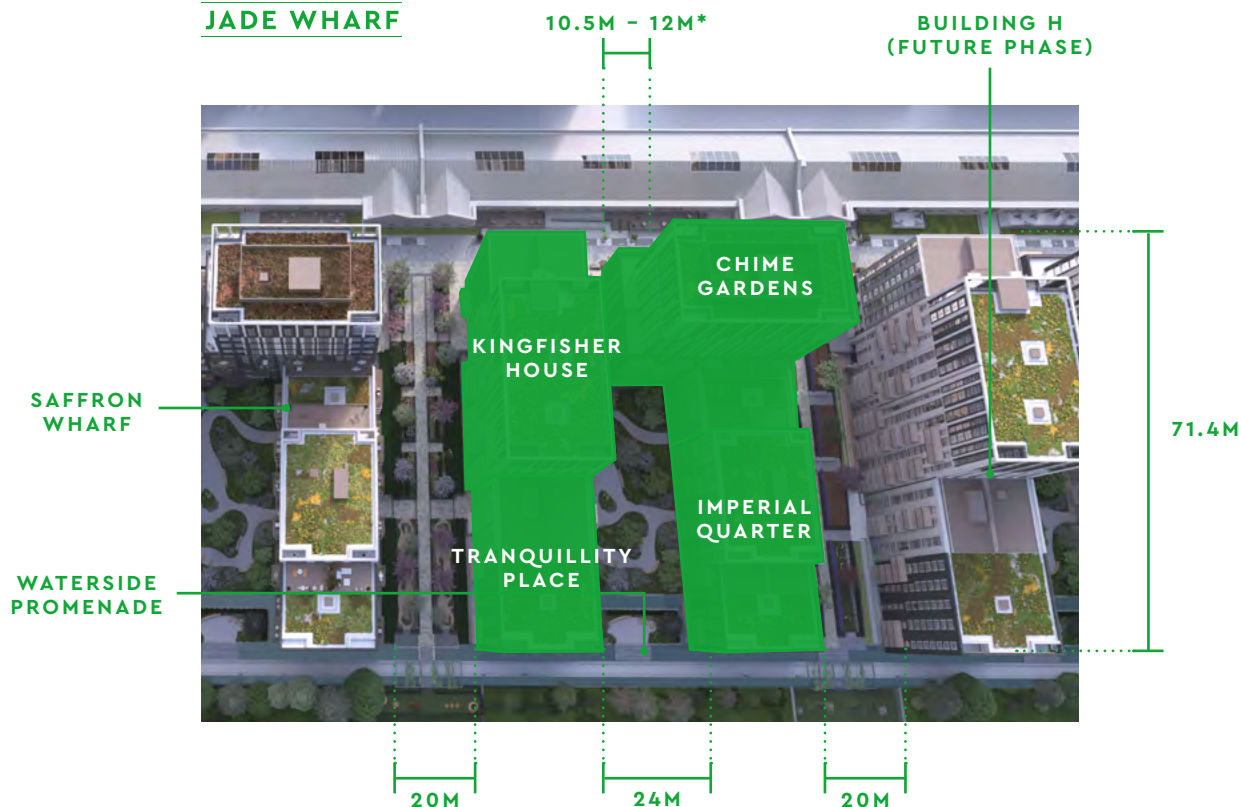 JADE WHARF
10.5M – 12M*
BUILDING H
(FUTURE PHASE)
CHIME
GARDENS
KINGFISHER
HOUSE
SAFFRON
WHARF
71.4M
IMPERIAL
QUARTER
TRANQUILLITY
PLACE
WATERSIDE
PROMENADE
20M
24M
20M